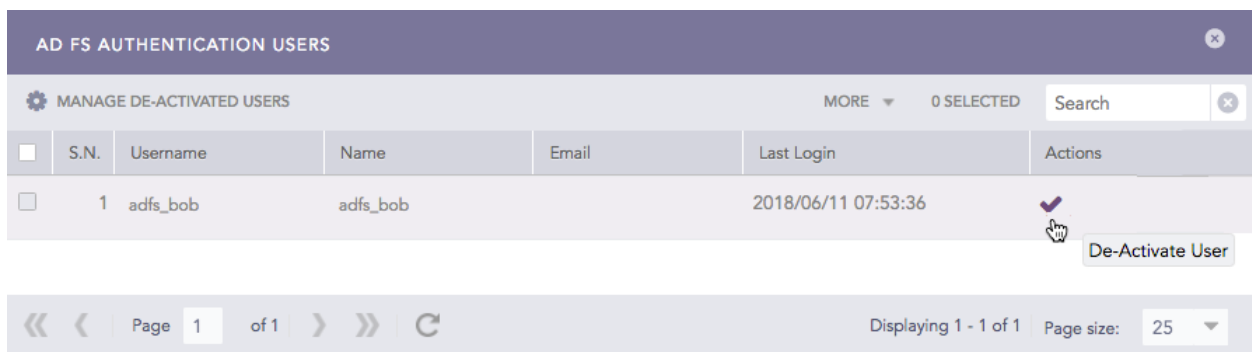 AD FS AUTHENTICATION USERS
MANAGE DE-ACTIVATED USERS MORE 0 SELECTED Search
S.N. Username Name Email Last Login Actions
1 adfs_bob adfs_bob 2018/06/11 07:53:36
De-Activate User
Page 1 of 1 Displaying 1 - 1 of 1 Page size: 25